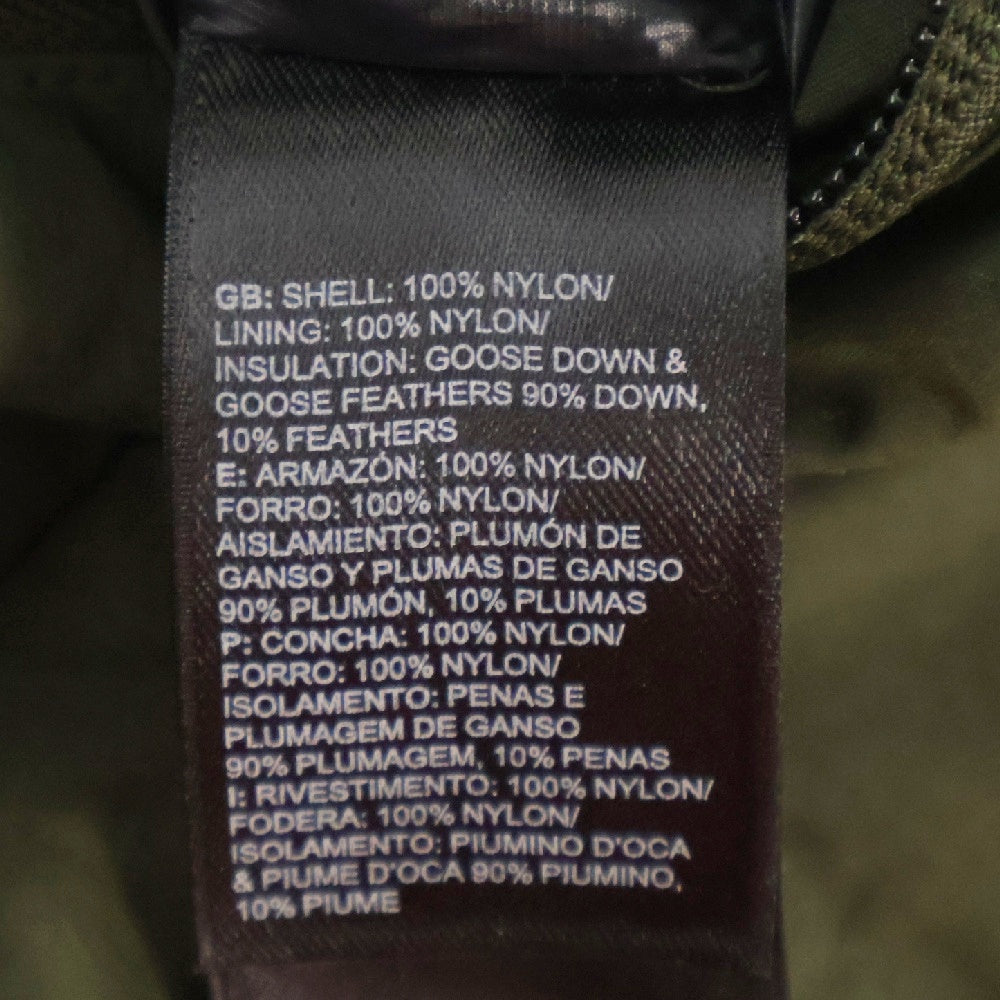 GB: SHELL: 100% NYLON/
LINING: 100% NYLON/
INSULATION: GOOSE DOWN &
GOOSE FEATHERS 90% DOWN,
10% FEATHERS
E: ARMAZÓN: 100% NYLON/
FORRO: 100% NYLON/
AISLAMIENTO: PLUMÓN DE
GANSO Y PLUMAS DE GANSO
90% PLUMÓN, 10% PLUMAS
P: CONCHA: 100% NYLON/
FORRO: 100% NYLON/
ISOLAMENTO: PENAS E
PLUMAGEM DE GANSO
90% PLUMAGEM, 10% PENAS
I: RIVESTIMENTO: 100% NYLON/
FODERA: 100% NYLON/
ISOLAMENTO: PIUMINO D'OCA
& PIUME D'OCA 90% PIUMINO,
10% PIUME